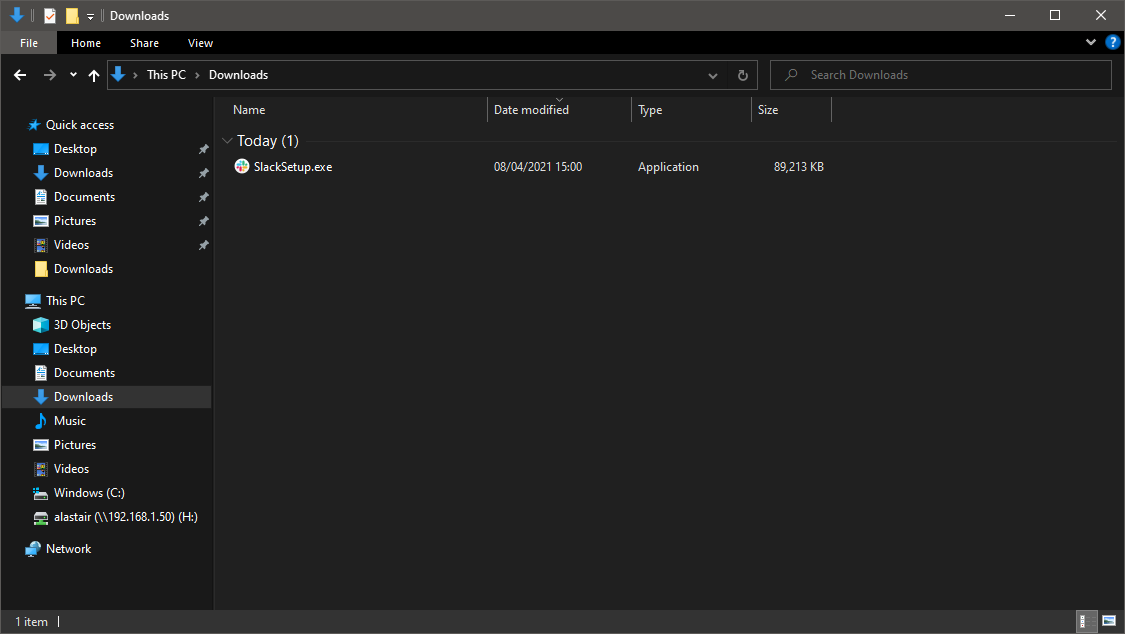 Downloads
File Home Share View
?
This PC Downloads
Search Downloads
Name Date modified Type Size
Today (1)
SlackSetup.exe 08/04/2021 15:00 Application 89,213 KB
Quick access
Desktop
Downloads
Documents
Pictures
Videos
Downloads
This PC
3D Objects
Desktop
Documents
Downloads
Music
Pictures
Videos
Windows (C:)
alastair (\\192.168.1.50) (H:)
Network
1 item